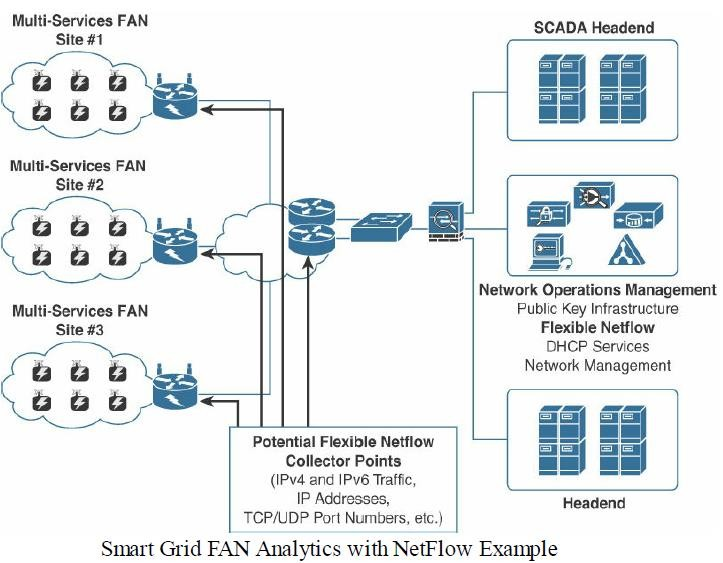 Multi-Services FAN
Site #1
Multi-Services FAN
Site #2
Multi-Services FAN
Site #3
SCADA Headend
Network Operations Management
Public Key Infrastructure
Flexible Netflow
DHCP Services
Network Management
Headend
Potential Flexible Netflow
Collector Points
(IPv4 and IPv6 Traffic,
IP Addresses,
TCP/UDP Port Numbers, etc.)
Smart Grid FAN Analytics with NetFlow Example